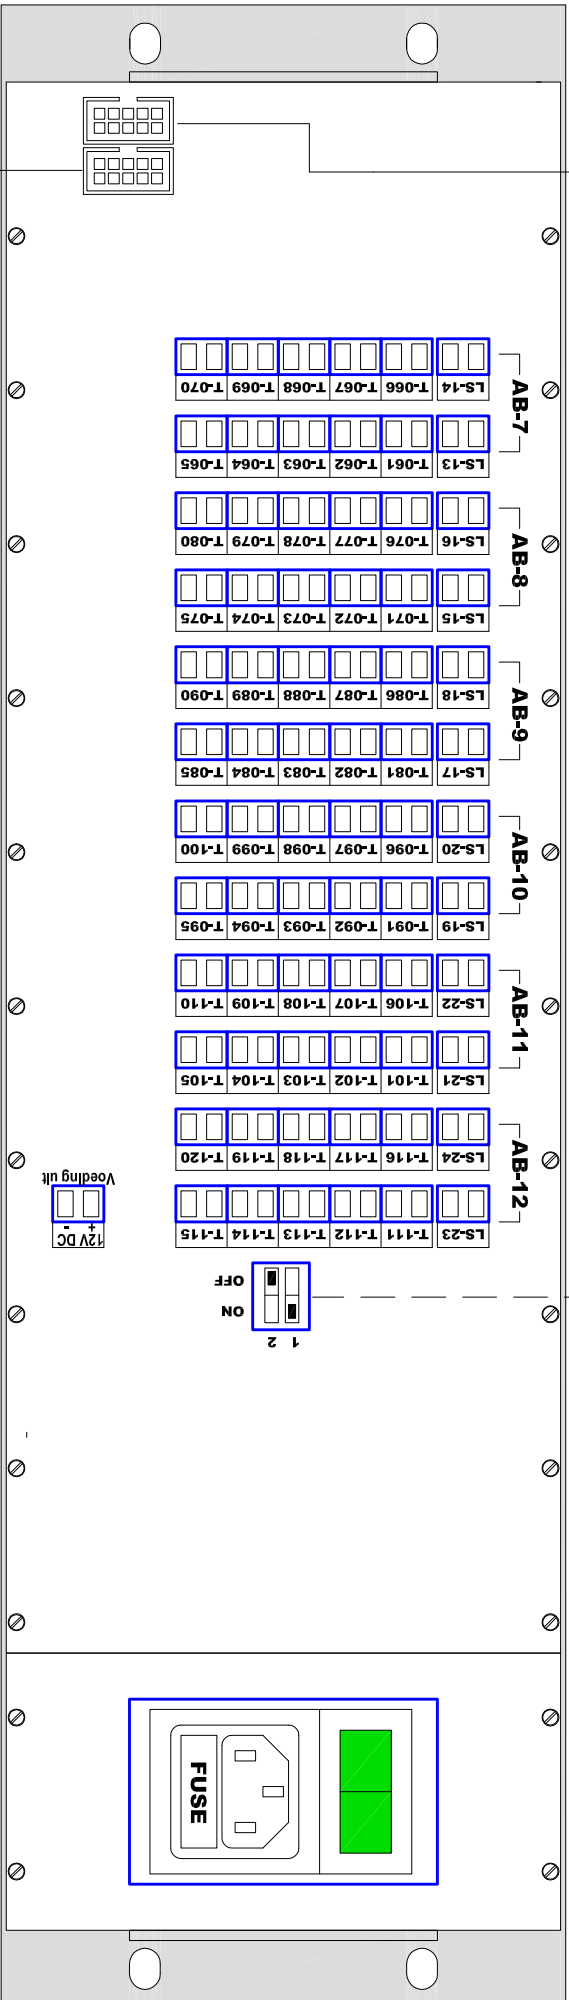 LS-14 T-066 T-067 T-068 T-069 T-070
AB-7
LS-13 T-061 T-062 T-063 T-064 T-065
LS-16 T-076 T-077 T-078 T-079 T-080
AB-8
LS-15 T-071 T-072 T-073 T-074 T-075
LS-18 T-086 T-087 T-088 T-089 T-090
AB-9
LS-17 T-081 T-082 T-083 T-084 T-085
LS-20 T-096 T-097 T-098 T-099 T-100
AB-10
LS-19 T-091 T-092 T-093 T-094 T-095
LS-22 T-106 T-107 T-108 T-109 T-110
AB-11
LS-21 T-101 T-102 T-103 T-104 T-105
LS-24 T-116 T-117 T-118 T-119 T-120
AB-12
LS-23 T-111 T-112 T-113 T-114 T-115
Voeding uit
+ -
12V DC
OFF
ON
1 2
FUSE